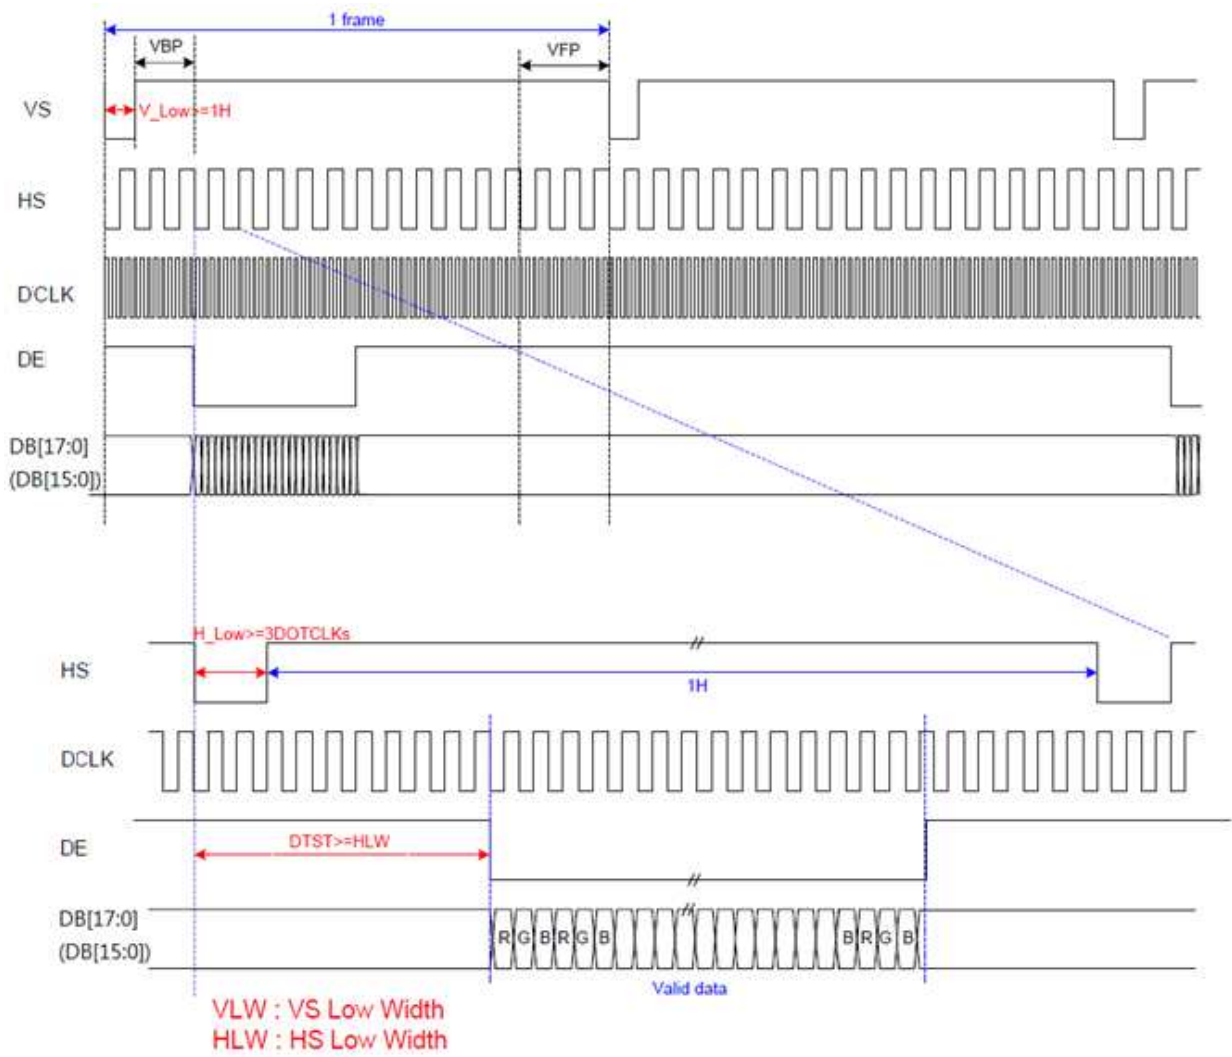 1 frame
VBP
VFP
VS
V_Low>=1H
HS
DCLK
DE
DB[17:0]
(DB[15:0])
H_Low>=3DOTCLKs
//
HS
1H
DCLK
DTST>=HLW
DE
//
DB[17:0]
//
(DB[15:0])
R G B R G B B R G B
Valid data
VLW : VS Low Width
HLW : HS Low Width